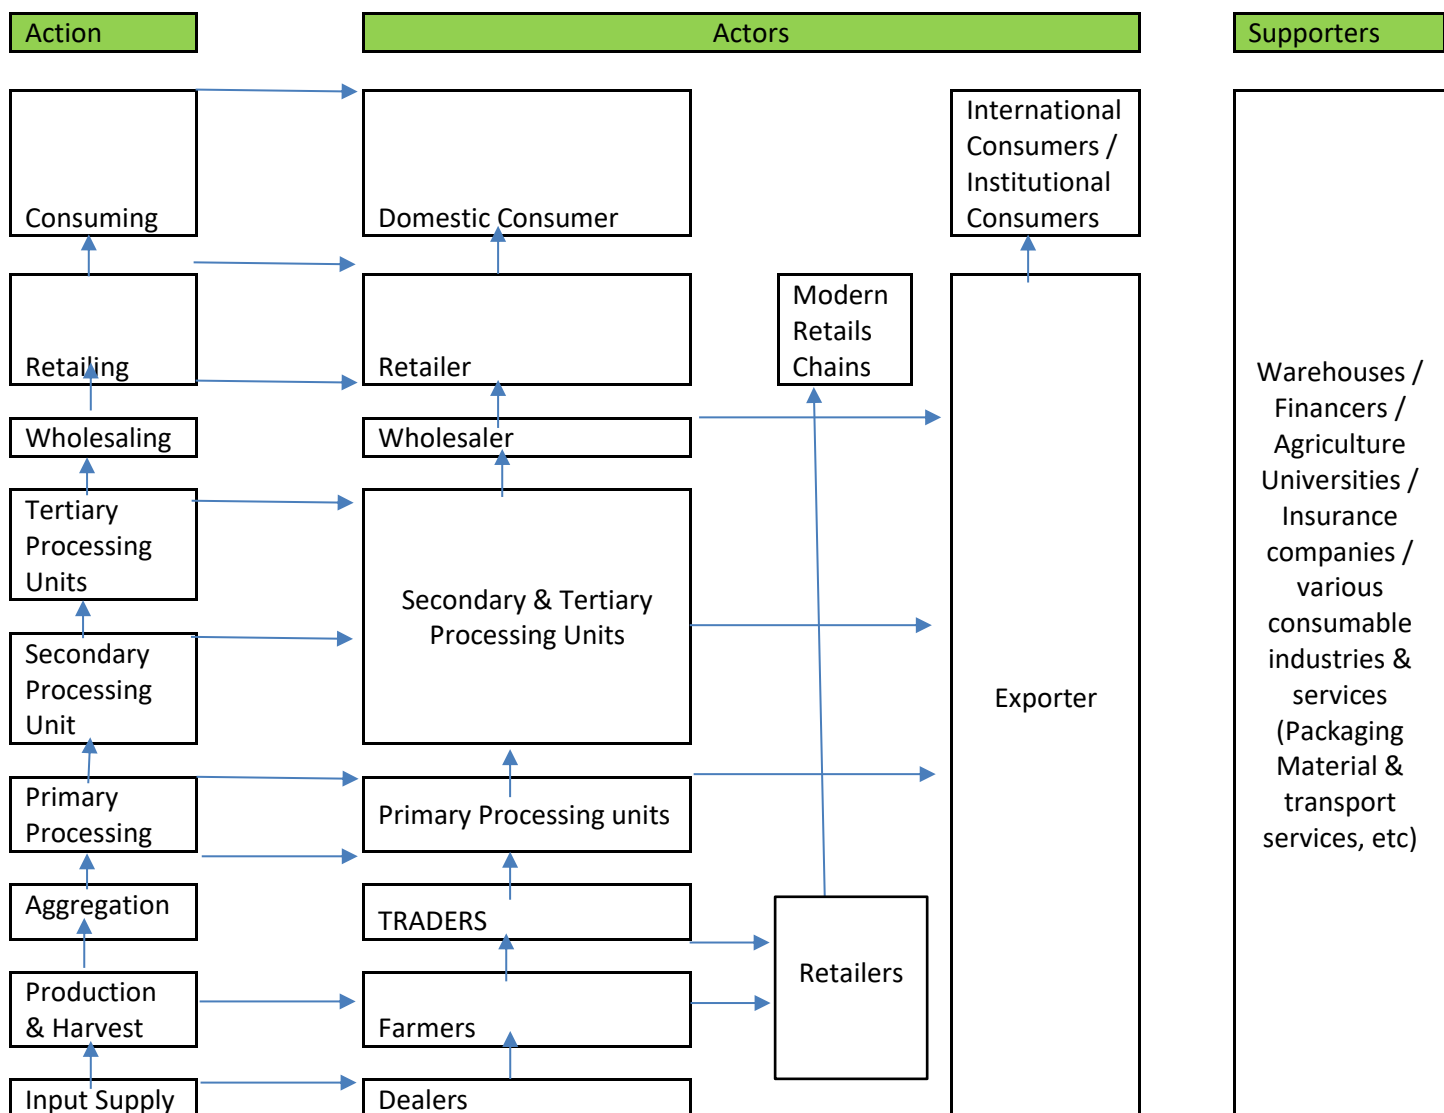 Action
Actors
Supporters
Consuming
Domestic Consumer
International
Consumers /
Institutional
Consumers
Retailing
Retailer
Modern
Retails
Chains
Wholesaling
Wholesaler
Tertiary
Processing
Units
Secondary & Tertiary
Processing Units
Secondary
Processing
Unit
Exporter
Primary
Processing
Primary Processing units
Aggregation
TRADERS
Retailers
Production
& Harvest
Farmers
Input Supply
Dealers
Warehouses /
Financers /
Agriculture
Universities /
Insurance
companies /
various
consumable
industries &
services
(Packaging
Material &
transport
services, etc)